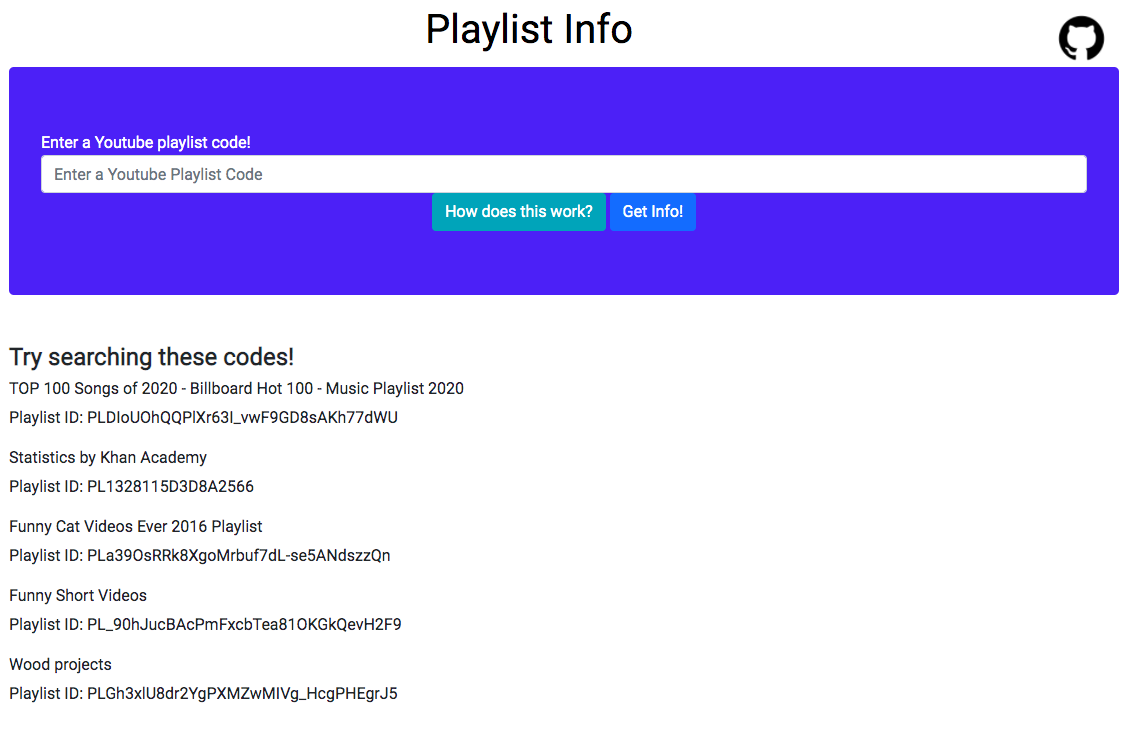 Playlist Info
Enter a Youtube playlist code!
Enter a Youtube Playlist Code
How does this work? Get Info!
Try searching these codes!
TOP 100 Songs of 2020 - Billboard Hot 100 - Music Playlist 2020
Playlist ID: PLDIoUOhQQPlXr63I_vwF9GD8sAKh77dWU
Statistics by Khan Academy
Playlist ID: PL1328115D3D8A2566
Funny Cat Videos Ever 2016 Playlist
Playlist ID: PLa39OsRRk8XgoMrbuf7dL-se5ANdszzQn
Funny Short Videos
Playlist ID: PL_90hJucBAcPmFxcbTea81OKGkQevH2F9
Wood projects
Playlist ID: PLGh3xlU8dr2YgPXMZwMIVg_HcgPHEgrJ5